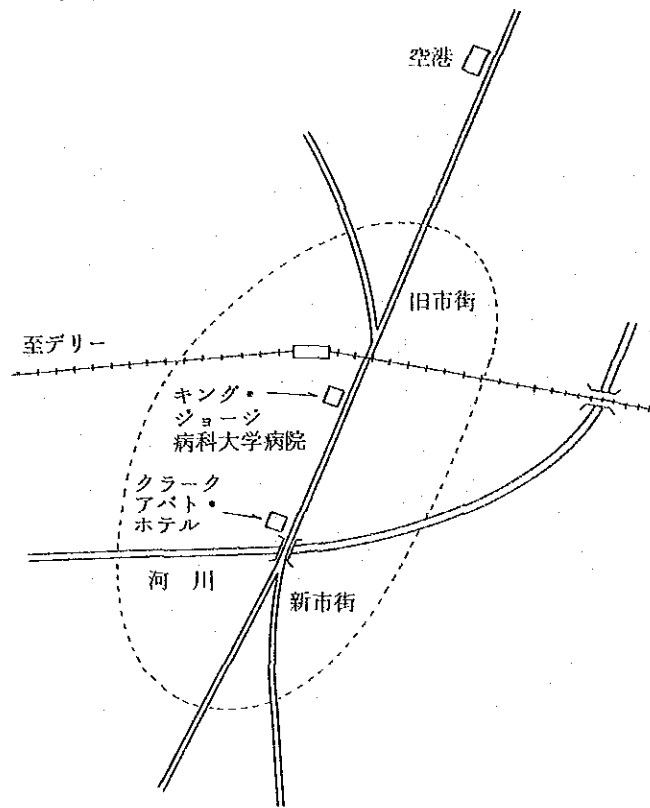 空港
旧市街
至デリー
キング・
ジョージ
病科大学病院
クラーク
アバト・
ホテル
河川
新市街